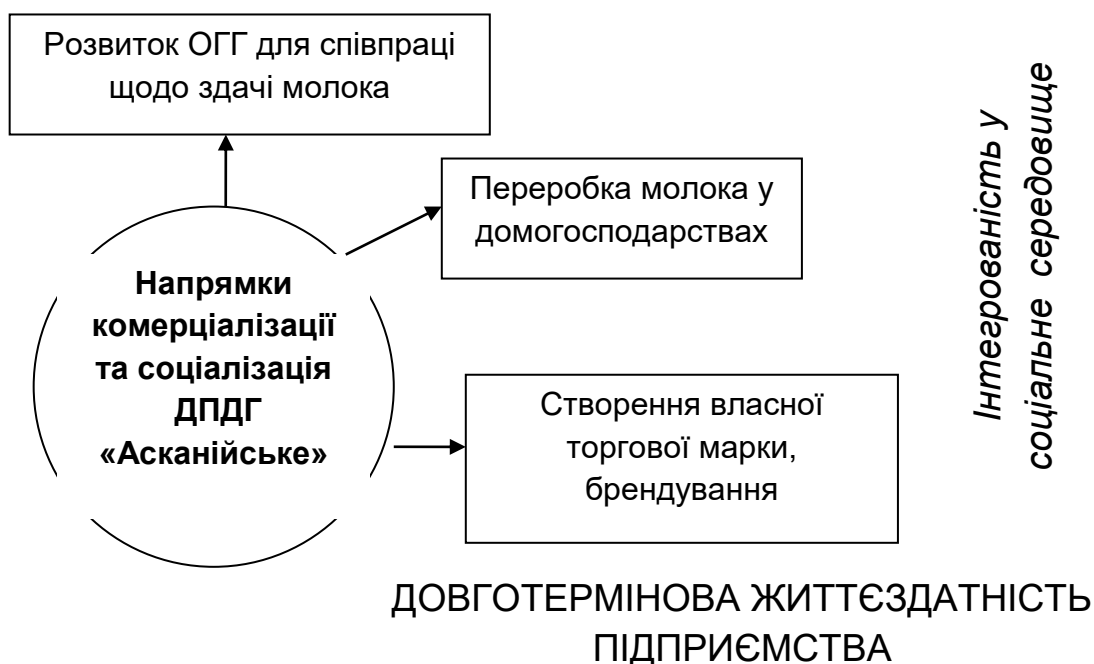 Розвиток ОГГ для співпраці
щодо здачі молока
Переробка молока у
домогосподарствах
Напрямки
комерціалізації
та соціалізація
ДПДГ
«Асканійське»
Створення власної
торгової марки,
брендування
Інтегрованість у
соціальне середовище
ДОВГОТЕРМІНОВА ЖИТТЄЗДАТНІСТЬ
ПІДПРИЄМСТВА